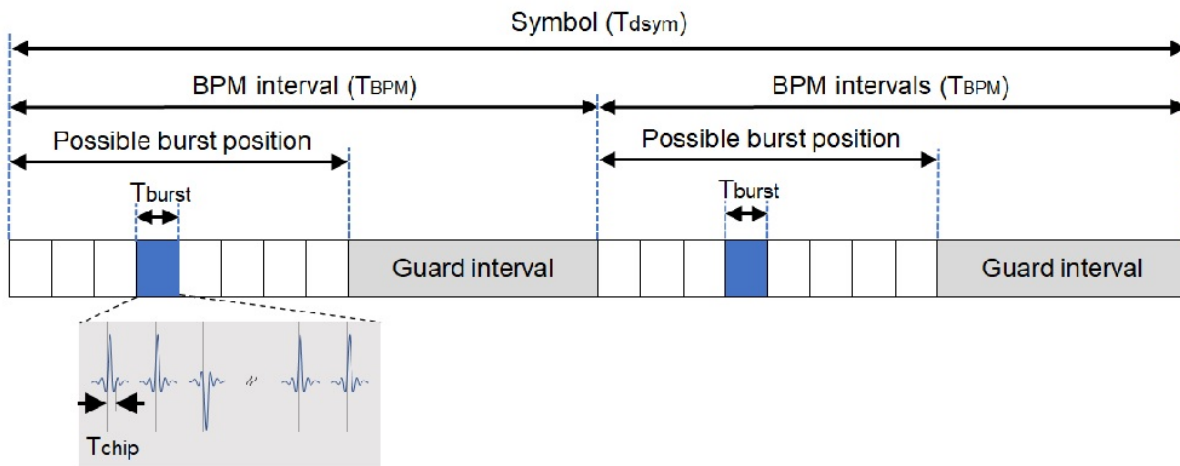 Symbol (Tdsym)
BPM interval (TBPM) BPM intervals (TBPM)
Possible burst position Possible burst position
Tburst Tburst
Guard interval Guard interval
Tchip